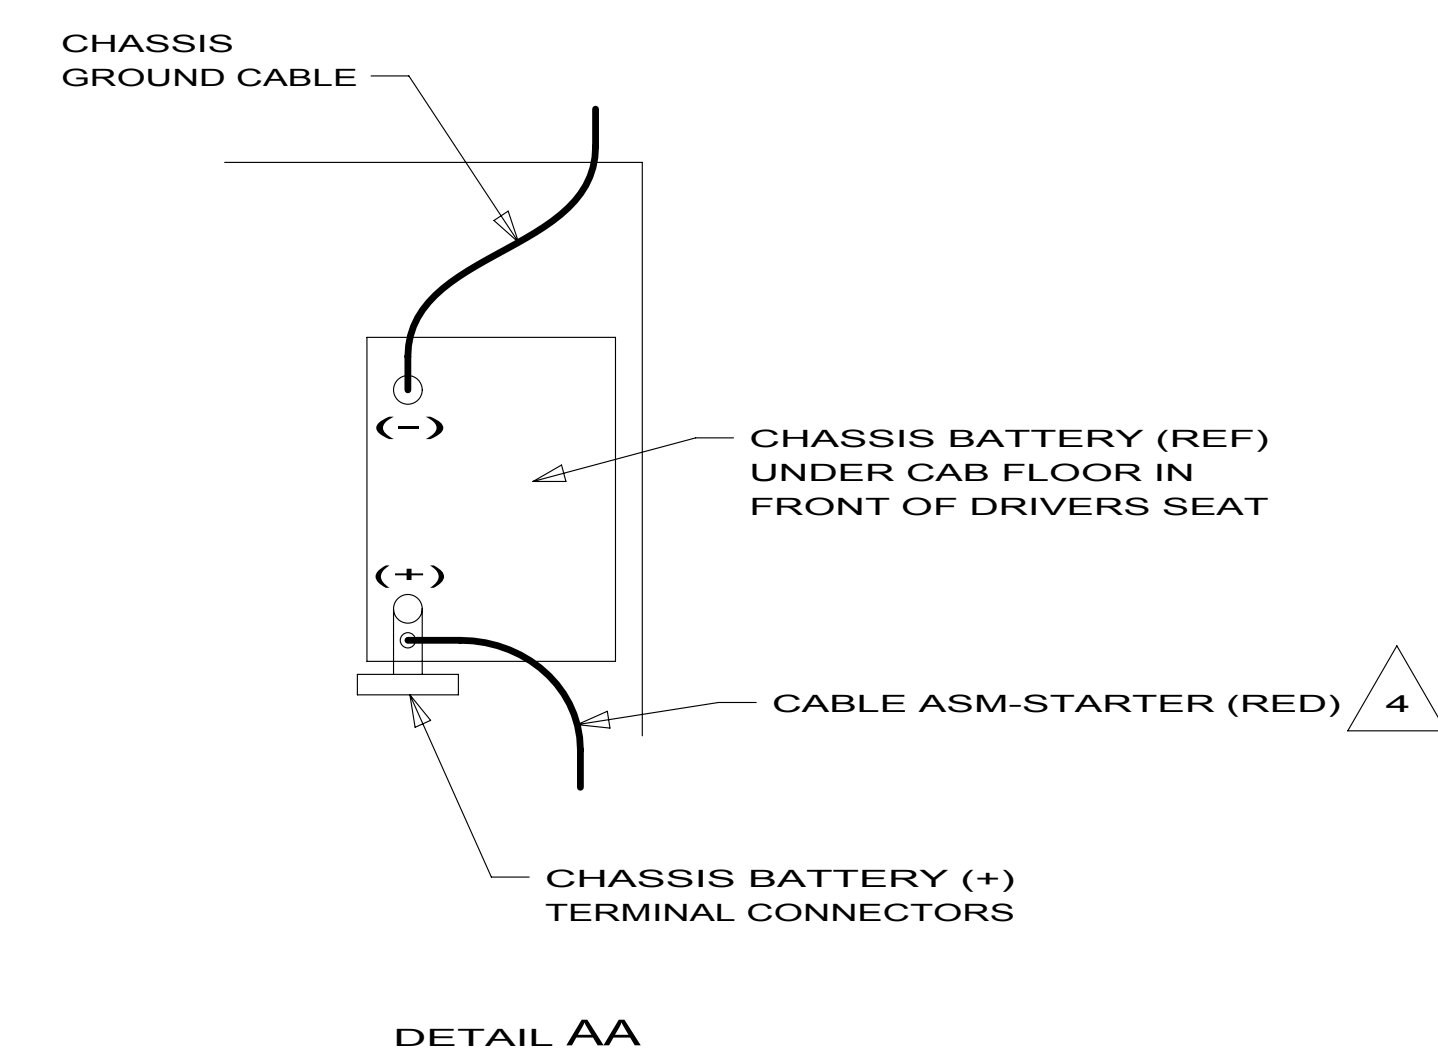 CHASSIS
GROUND CABLE
(-)
CHASSIS BATTERY (REF)
UNDER CAB FLOOR IN
FRONT OF DRIVERS SEAT
(+)
CABLE ASM-STARTER (RED) 4
CHASSIS BATTERY (+)
TERMINAL CONNECTORS
DETAIL AA